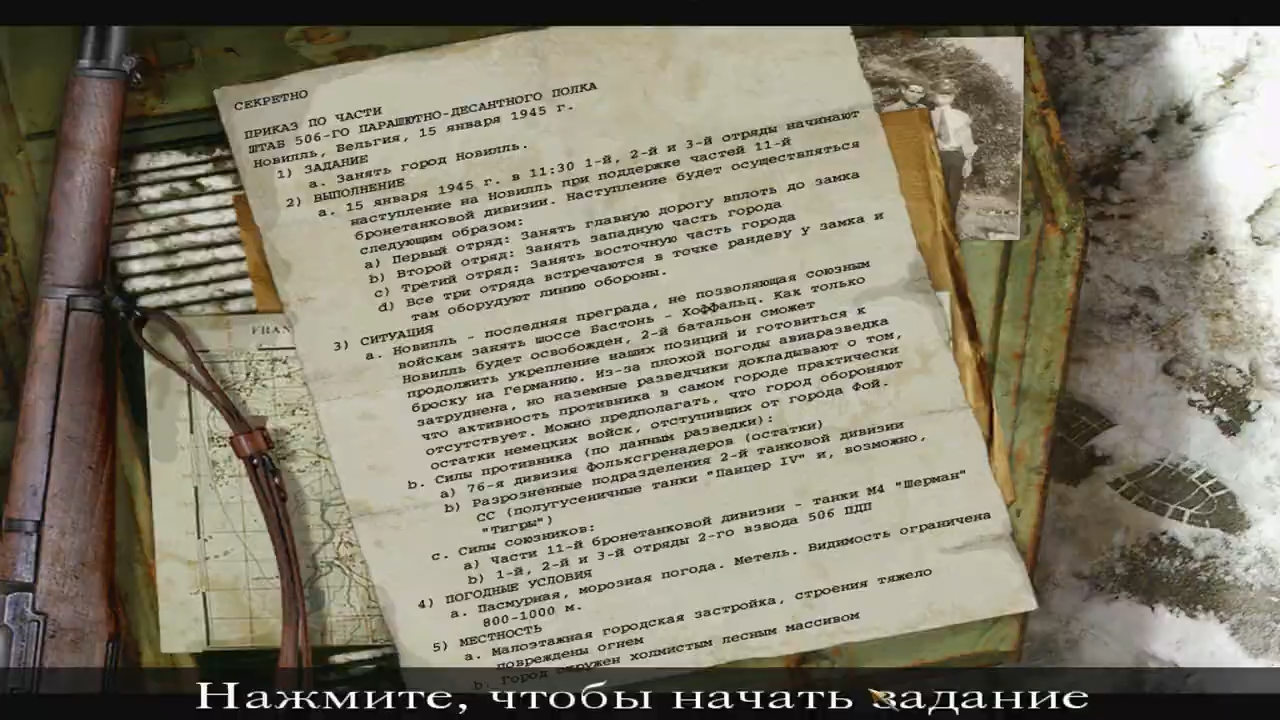 СЕКРЕТНО
ПРИКАЗ ПО ЧАСТИ
ШТАБ 506-ГО ПАРАШЮТНО-ДЕСАНТНОГО ПОЛКА
НОВИЛЛЬ, Бельгия, 15 января 1945 г.
1) ЗАДАНИЕ
a. Занять город Новилль.
2) ВЫПОЛНЕНИЕ
a. 15 января 1945 г. в 11:30 1-й, 2-й и 3-й отряды начинают
наступление на Новилль при поддержке частей 11-й
бронетанковой дивизии. Наступление будет осуществляться
следующим образом:
a) Первый отряд: Занять главную дорогу вплоть до замка
b) Второй отряд: Занять западную часть города
c) Третий отряд: Занять восточную часть города
d) Все три отряда встречаются в точке рандеву у замка и
там оборудуют линию обороны.
3) СИТУАЦИЯ
a. Новилль - последняя преграда, не позволяющая союзным
войскам занять шоссе Бастонь - Хоффальц. Как только
Новилль будет освобожден, 2-й батальон сможет
продолжить укрепление наших позиций и готовиться к
броску на Германию. Из-за плохой погоды авиаразведка
затруднена, но наземные разведчики докладывают о том,
что активность противника в самом городе практически
отсутствует. Можно предполагать, что город обороняют
остатки немецких войск, отступивших от города Фой.
b. Силы противника (по данным разведки):
a) 76-я дивизия фольксгренадеров (остатки)
b) Разрозненные подразделения 2-й танковой дивизии
СС (полугусеничные танки "Панцер IV" и, возможно,
"Тигры")
c. Силы союзников:
a) Части 11-й бронетанковой дивизии - танки М4 "Шерман"
b) 1-й, 2-й и 3-й отряды 2-го взвода 506 ПДП
4) ПОГОДНЫЕ УСЛОВИЯ
a. Пасмурная, морозная погода. Метель. Видимость ограничена
800-1000 м.
5) МЕСТНОСТЬ
a. Малоэтажная городская застройка, строения тяжело
повреждены огнем
b. Город окружен холмистым лесным массивом
FRAN
Нажмите, чтобы начать задание